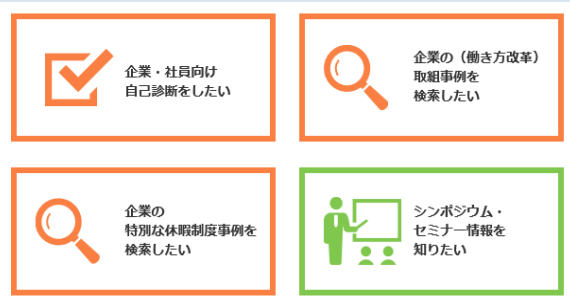 企業・社員向け
自己診断をしたい
企業の（働き方改革）
取組事例を
検索したい
企業の
特別な休暇制度事例を
検索したい
シンポジウム・
セミナー情報を
知りたい